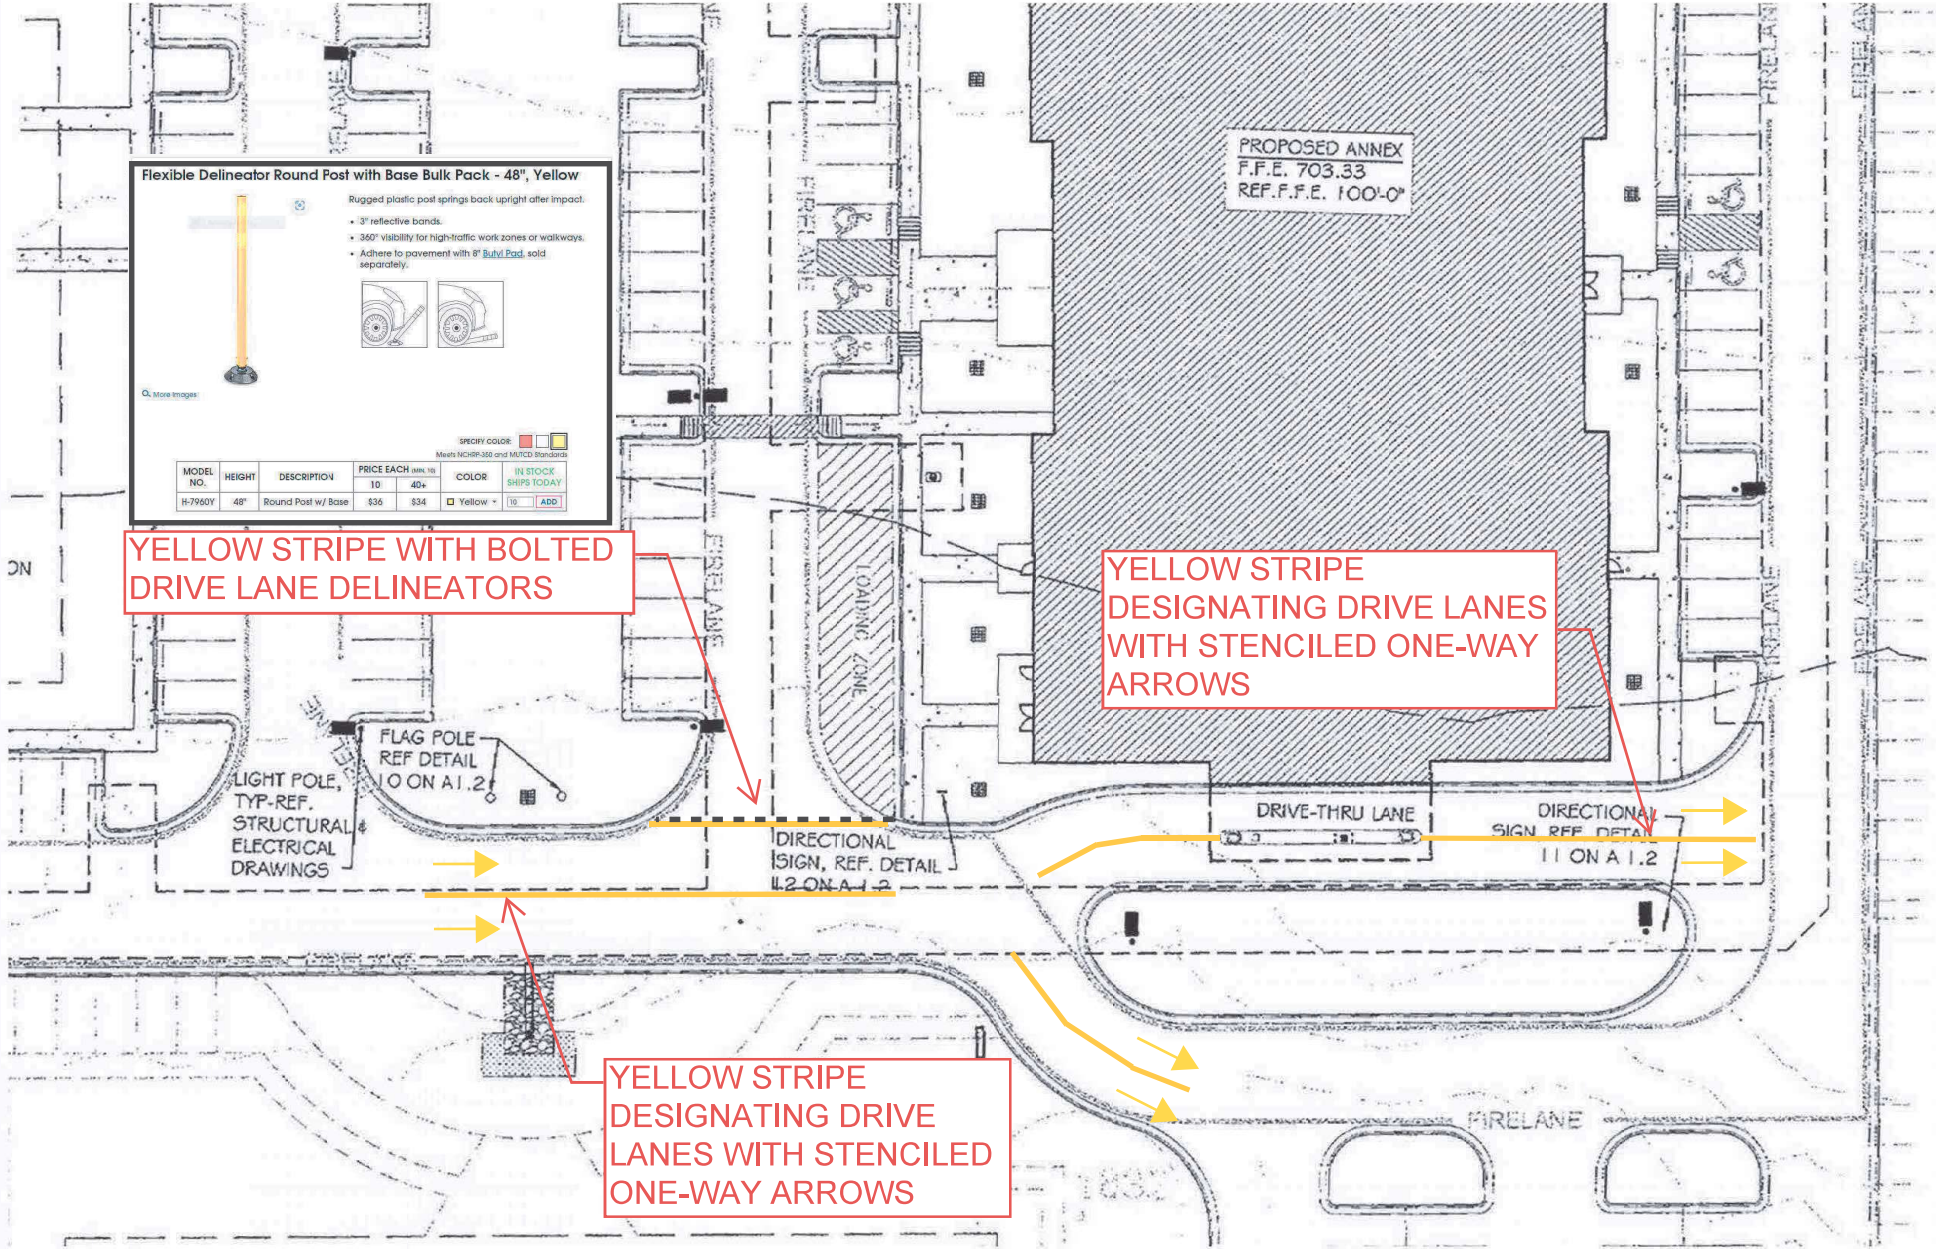 PROPOSED ANNEX
F.F.E. 703.33
REF.F.F.E. 100'-0"
Flexible Delineator Round Post with Base Bulk Pack - 48", Yellow
Rugged plastic post springs back upright after impact.
• 3" reflective bands.
• 360° visibility for high-traffic work zones or walkways.
• Adhere to pavement with 8" Butyl Pad, sold
separately.
More Images
SPECIFY COLOR:
Meets NCHRP-350 and MUTCD Standards
MODEL NO. HEIGHT DESCRIPTION PRICE EACH (MIN. 10) COLOR IN STOCK SHIPS TODAY
10 40+
H-7960Y 48" Round Post w/ Base $36 $34 Yellow 10 ADD
FIRELANE
FIRELANE
FIRELANE
FIRELANE
LOADING ZONE
ON
YELLOW STRIPE WITH BOLTED
DRIVE LANE DELINEATORS
YELLOW STRIPE
DESIGNATING DRIVE LANES
WITH STENCILED ONE-WAY
ARROWS
FLAG POLE
REF DETAIL
10 ON A1.2
LIGHT POLE,
TYP-REF.
STRUCTURAL &
ELECTRICAL
DRAWINGS
DIRECTIONAL
SIGN, REF. DETAIL
12 ON A1.2
DRIVE-THRU LANE
DIRECTIONAL
SIGN, REF. DETAIL
11 ON A1.2
YELLOW STRIPE
DESIGNATING DRIVE
LANES WITH STENCILED
ONE-WAY ARROWS
FIRELANE